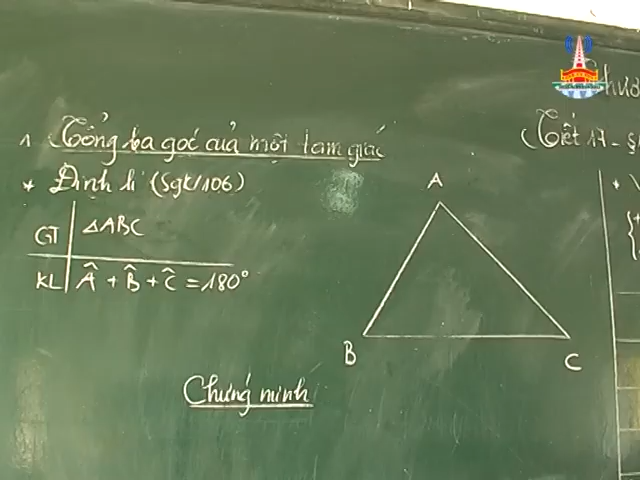 Chươ
Tiết 17 - §
1 Tổng ba góc của một tam giác
* Định lí (Sgk/106)
GT ΔABC
KL Â + B̂ + Ĉ = 180°
A
B
C
Chứng minh